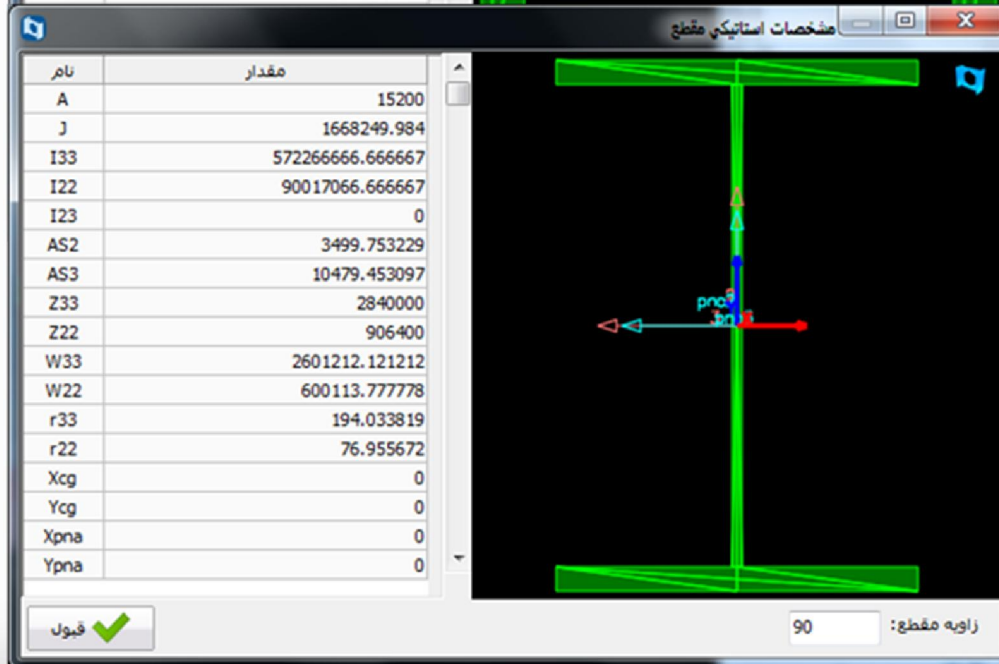 مشخصات استاتيكي مقطع
نام مقدار
A 15200
J 1668249.984
I33 572266666.666667
I22 90017066.666667
I23 0
AS2 3499.753229
AS3 10479.453097
Z33 2840000
Z22 906400
W33 2601212.121212
W22 600113.777778
r33 194.033819
r22 76.955672
Xcg 0
Ycg 0
Xpna 0
Ypna 0
زاویه مقطع: 90
قبول